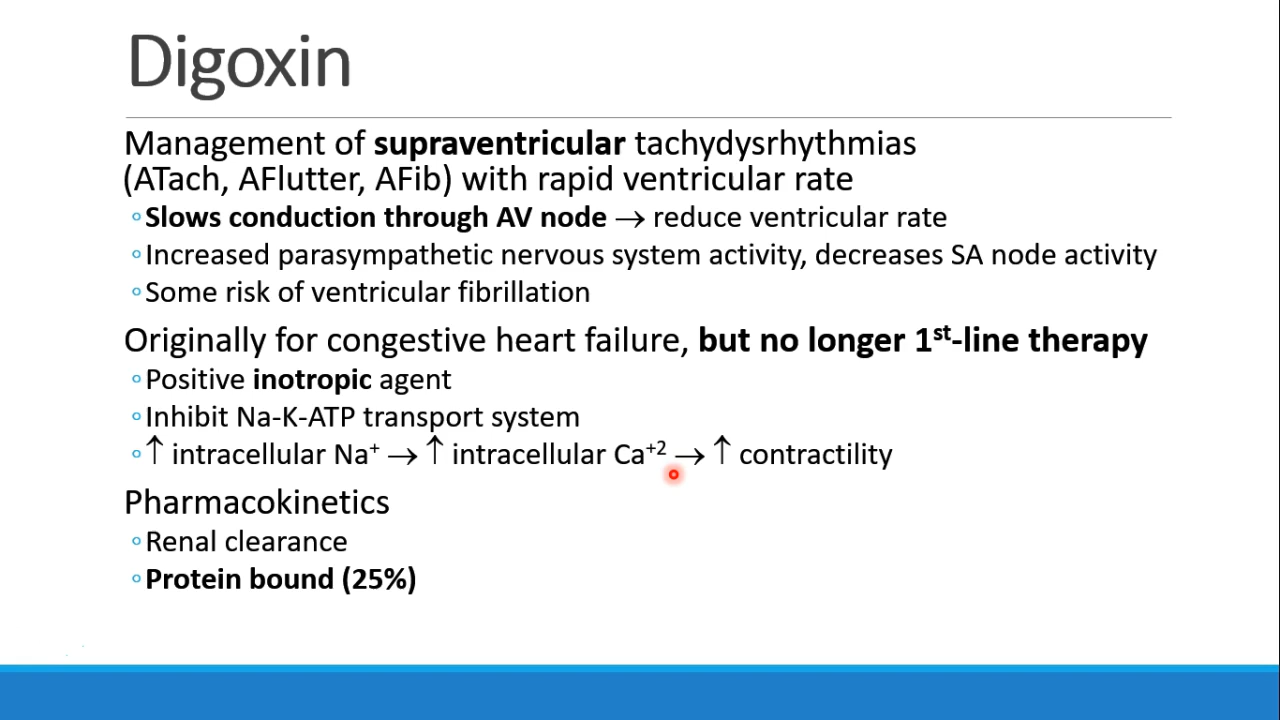 Digoxin
Management of supraventricular tachydysrhythmias
(ATach, AFlutter, AFib) with rapid ventricular rate
◦Slows conduction through AV node → reduce ventricular rate
◦Increased parasympathetic nervous system activity, decreases SA node activity
◦Some risk of ventricular fibrillation
Originally for congestive heart failure, but no longer 1st-line therapy
◦Positive inotropic agent
◦Inhibit Na-K-ATP transport system
◦↑ intracellular Na⁺ → ↑ intracellular Ca⁺² → ↑ contractility
Pharmacokinetics
◦Renal clearance
◦Protein bound (25%)